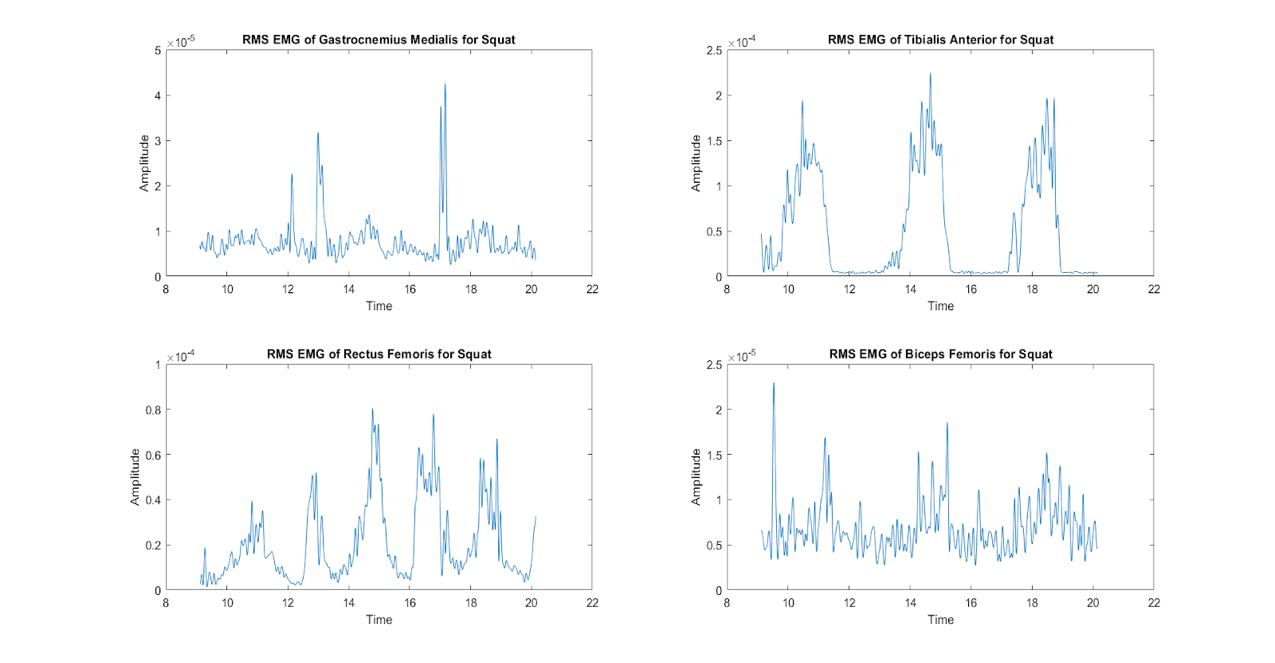 RMS EMG of Gastrocnemius Medialis for Squat
×10-5
5
4
3
2
1
0
Amplitude
8 10 12 14 16 18 20 22
Time
RMS EMG of Tibialis Anterior for Squat
×10-4
2.5
2
1.5
1
0.5
0
Amplitude
8 10 12 14 16 18 20 22
Time
RMS EMG of Rectus Femoris for Squat
×10-4
1
0.8
0.6
0.4
0.2
0
Amplitude
8 10 12 14 16 18 20 22
Time
RMS EMG of Biceps Femoris for Squat
×10-5
2.5
2
1.5
1
0.5
0
Amplitude
8 10 12 14 16 18 20 22
Time